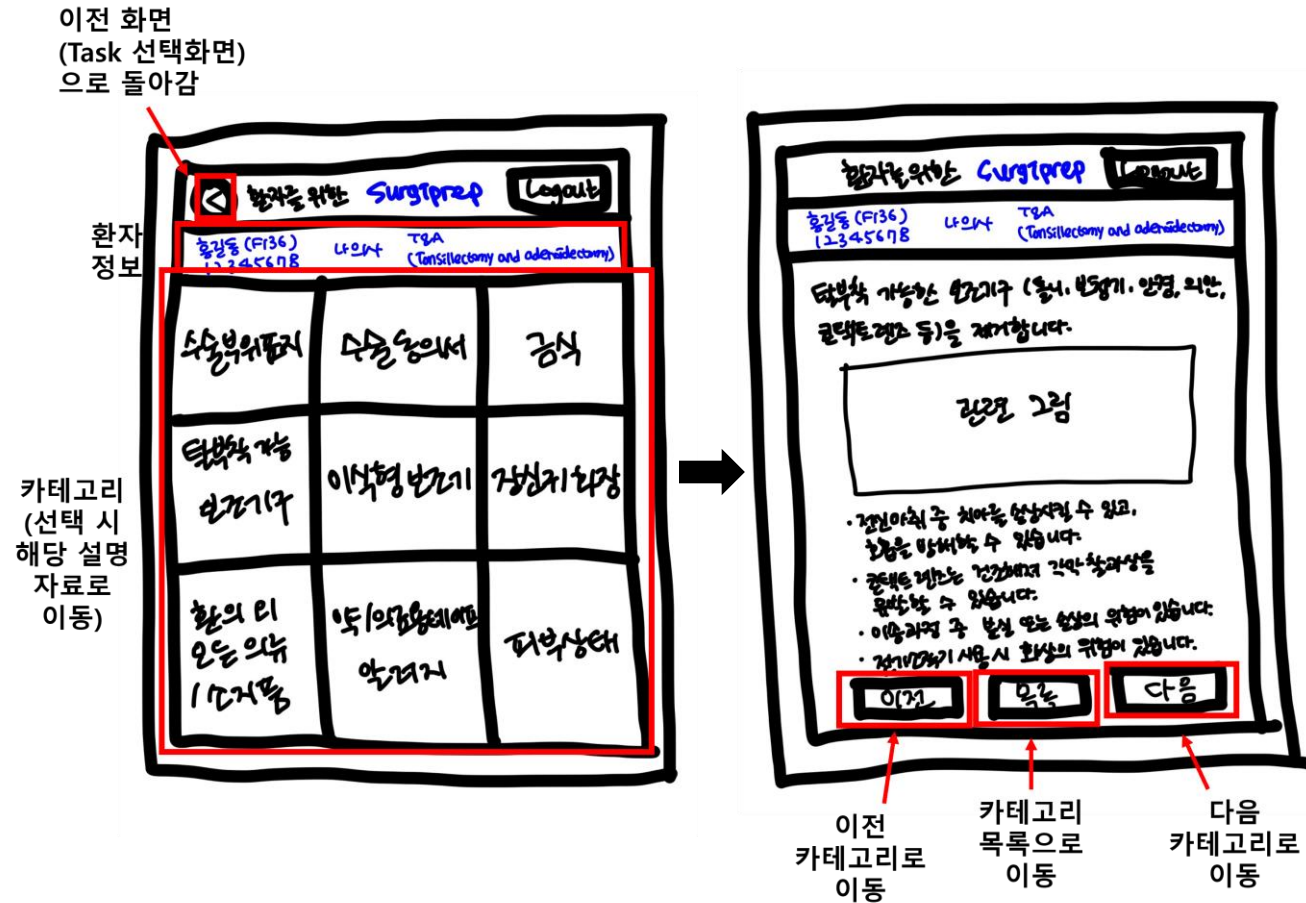 이전 화면
(Task 선택화면)
으로 돌아감
< 환자를 위한 Surgiprep Logout
환자
정보
홍길동 (F/36)
12345678
나의사
T&A
(Tonsillectomy and adenoidectomy)
카테고리
(선택 시
해당 설명
자료로
이동)
수술부위표지
수술동의서
금식
탈부착 가능
보조기구
이식형 보조기
장신구/화장
환의 외
모든 의류
/소지품
약/의료용테이프
알러지
피부상태
환자를 위한 Surgiprep Logout
홍길동 (F/36)
12345678
나의사
T&A
(Tonsillectomy and adenoidectomy)
탈부착 가능한 보조기구 (틀니, 보청기, 안경, 의안,
콘택트렌즈 등)을 제거합니다.
관련 그림
· 전신마취 중 치아를 손상시킬 수 있고,
호흡을 방해할 수 있습니다.
· 콘택트렌즈는 건조해져 각막 찰과상을
유발할 수 있습니다.
· 이송과정 중 분실 또는 손상의 위험이 있습니다.
· 전기소작기 사용 시 화상의 위험이 있습니다.
이전
목록
다음
이전
카테고리로
이동
카테고리
목록으로
이동
다음
카테고리로
이동